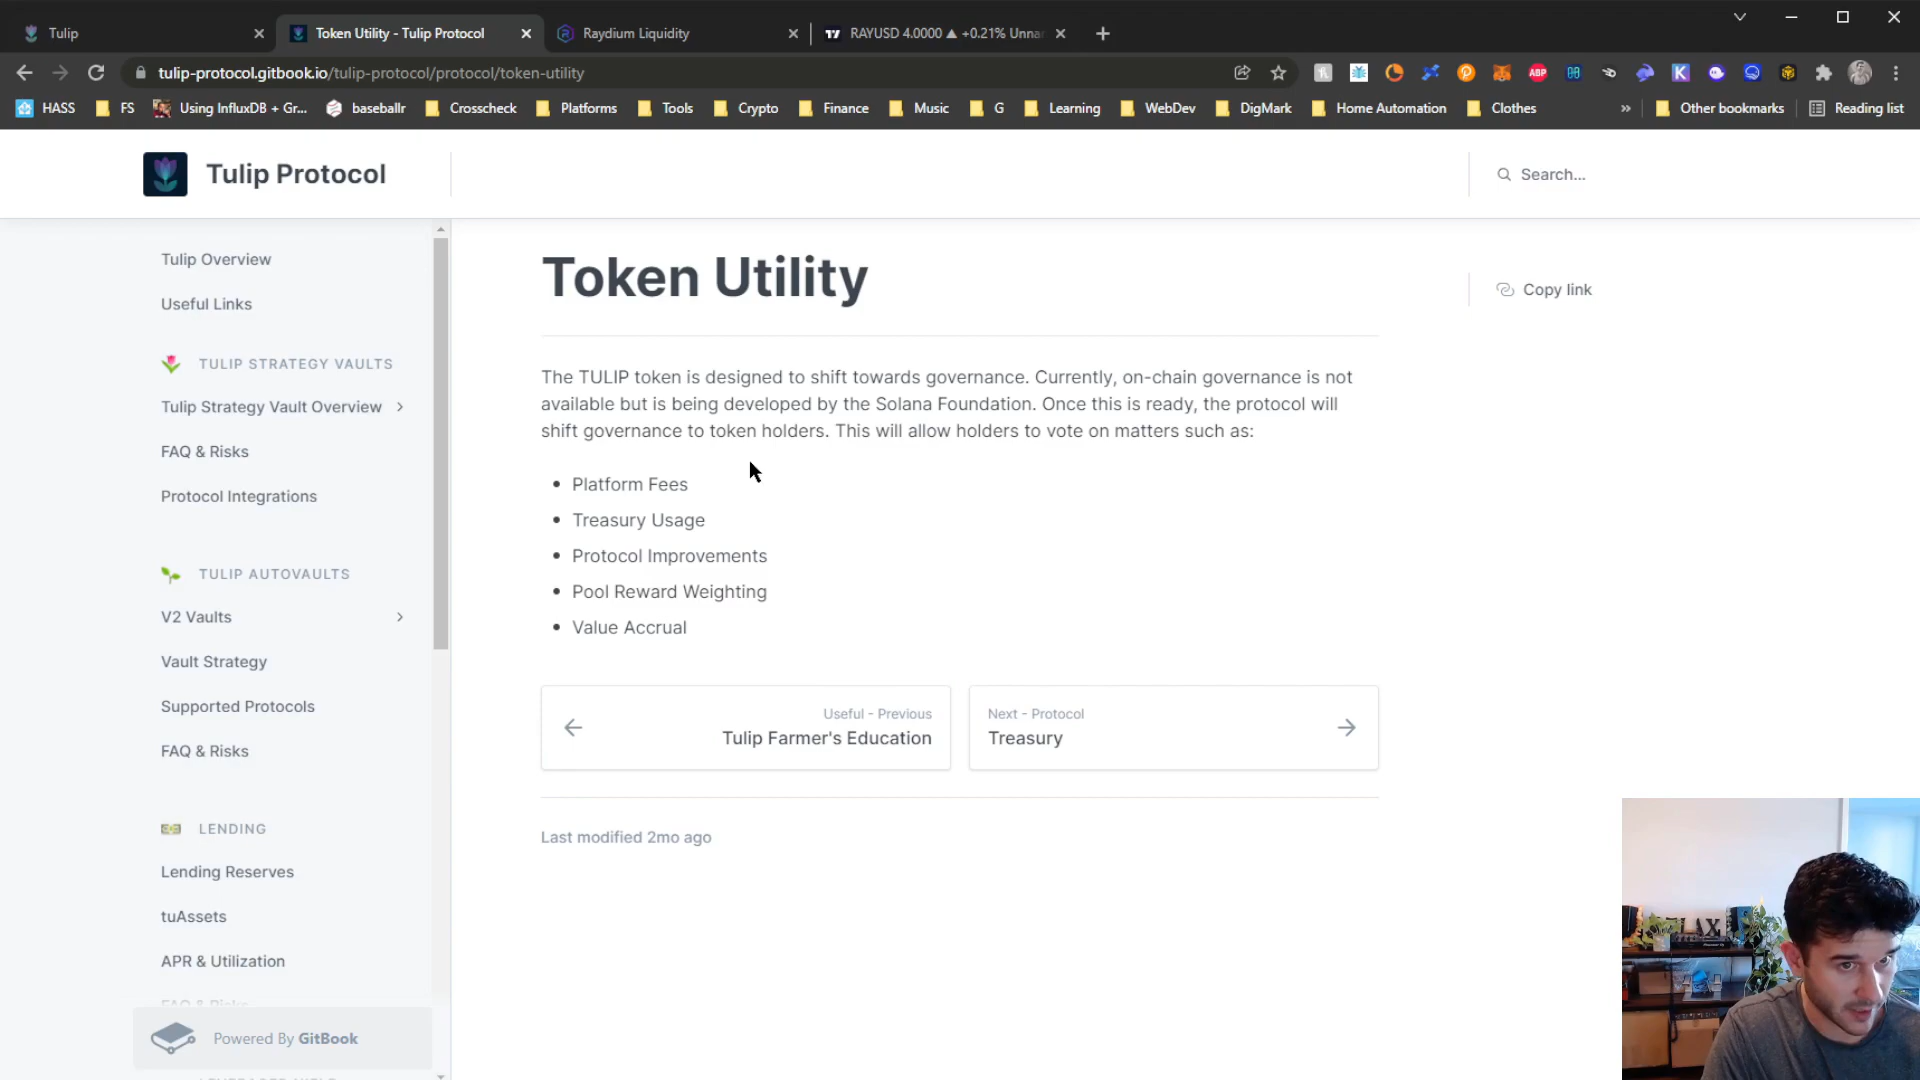 Tulip
Token Utility - Tulip Protocol
Raydium Liquidity
RAYUSD 4.0000 ▲ +0.21% Unna
tulip-protocol.gitbook.io/tulip-protocol/protocol/token-utility
HASS
FS
Using InfluxDB + Gr...
baseballr
Crosscheck
Platforms
Tools
Crypto
Finance
Music
G
Learning
WebDev
DigMark
Home Automation
Clothes
»
Other bookmarks
Reading list
Tulip Protocol
Search...
Tulip Overview
Useful Links
TULIP STRATEGY VAULTS
Tulip Strategy Vault Overview
FAQ & Risks
Protocol Integrations
TULIP AUTOVAULTS
V2 Vaults
Vault Strategy
Supported Protocols
FAQ & Risks
LENDING
Lending Reserves
tuAssets
APR & Utilization
FAQ & Risks
Powered By GitBook
Token Utility
Copy link
The TULIP token is designed to shift towards governance. Currently, on-chain governance is not
available but is being developed by the Solana Foundation. Once this is ready, the protocol will
shift governance to token holders. This will allow holders to vote on matters such as:
• Platform Fees
• Treasury Usage
• Protocol Improvements
• Pool Reward Weighting
• Value Accrual
Useful - Previous
Tulip Farmer's Education
Next - Protocol
Treasury
Last modified 2mo ago